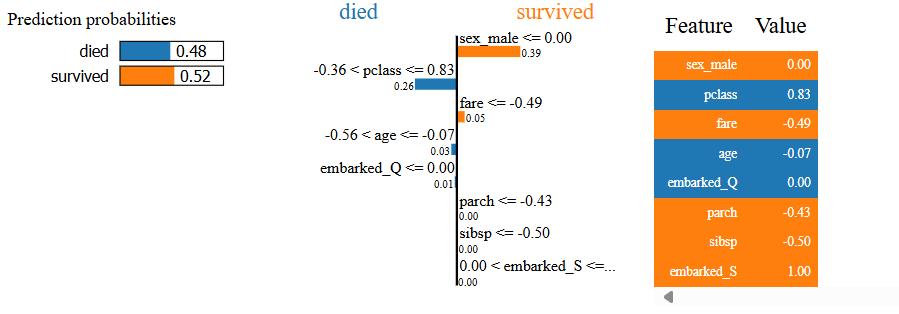 Prediction probabilities
died 0.48
survived 0.52
died survived
sex_male <= 0.00
0.39
-0.36 < pclass <= 0.83
0.26
fare <= -0.49
0.05
-0.56 < age <= -0.07
0.03
embarked_Q <= 0.00
0.01
parch <= -0.43
0.00
sibsp <= -0.50
0.00
0.00 < embarked_S <=...
0.00
Feature Value
sex_male 0.00
pclass 0.83
fare -0.49
age -0.07
embarked_Q 0.00
parch -0.43
sibsp -0.50
embarked_S 1.00